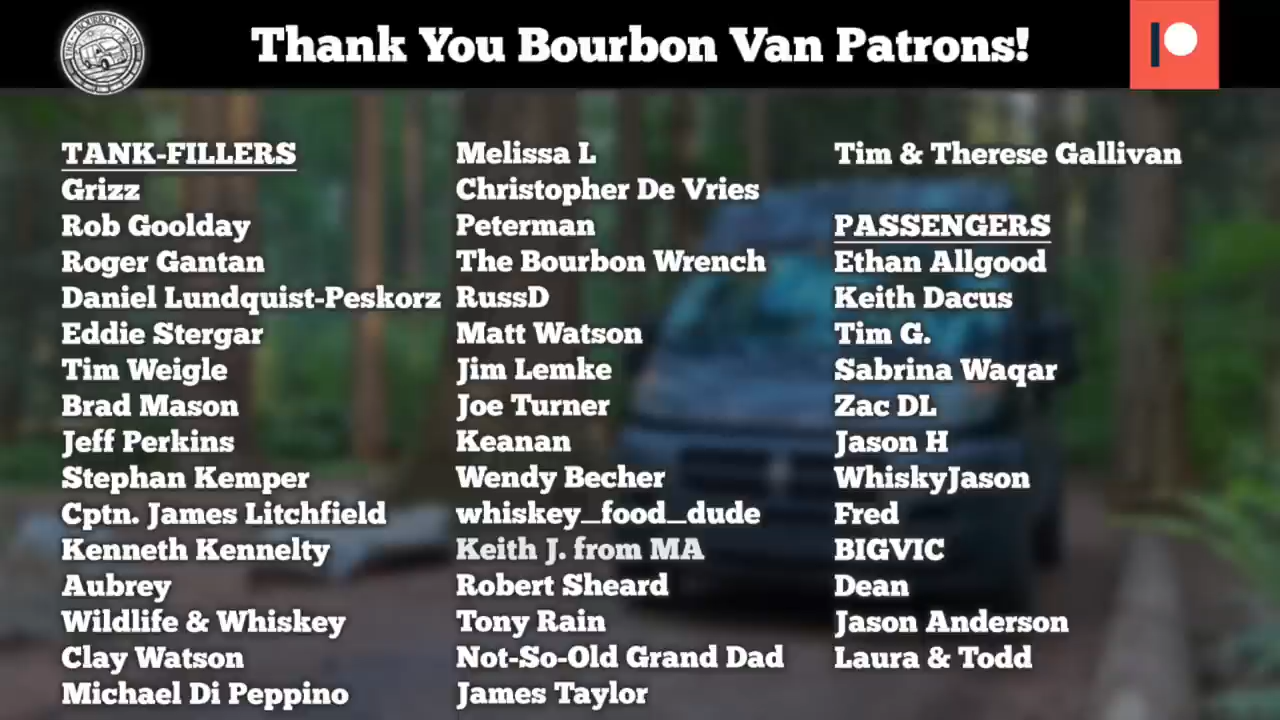 Thank You Bourbon Van Patrons!
TANK-FILLERS
Grizz
Rob Goolday
Roger Gantan
Daniel Lundquist-Peskorz
Eddie Stergar
Tim Weigle
Brad Mason
Jeff Perkins
Stephan Kemper
Cptn. James Litchfield
Kenneth Kennelty
Aubrey
Wildlife & Whiskey
Clay Watson
Michael Di Peppino
Melissa L
Christopher De Vries
Peterman
The Bourbon Wrench
RussD
Matt Watson
Jim Lemke
Joe Turner
Keanan
Wendy Becher
whiskey_food_dude
Keith J. from MA
Robert Sheard
Tony Rain
Not-So-Old Grand Dad
James Taylor
Tim & Therese Gallivan
PASSENGERS
Ethan Allgood
Keith Dacus
Tim G.
Sabrina Waqar
Zac DL
Jason H
WhiskyJason
Fred
BIGVIC
Dean
Jason Anderson
Laura & Todd
THE BOURBON VAN